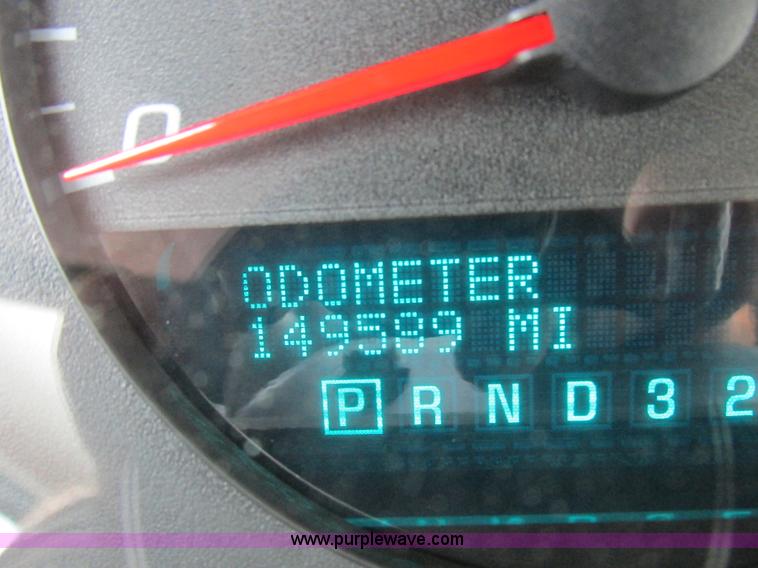 0
ODOMETER
149589 MI
P R N D 3 2
www.purplewave.com